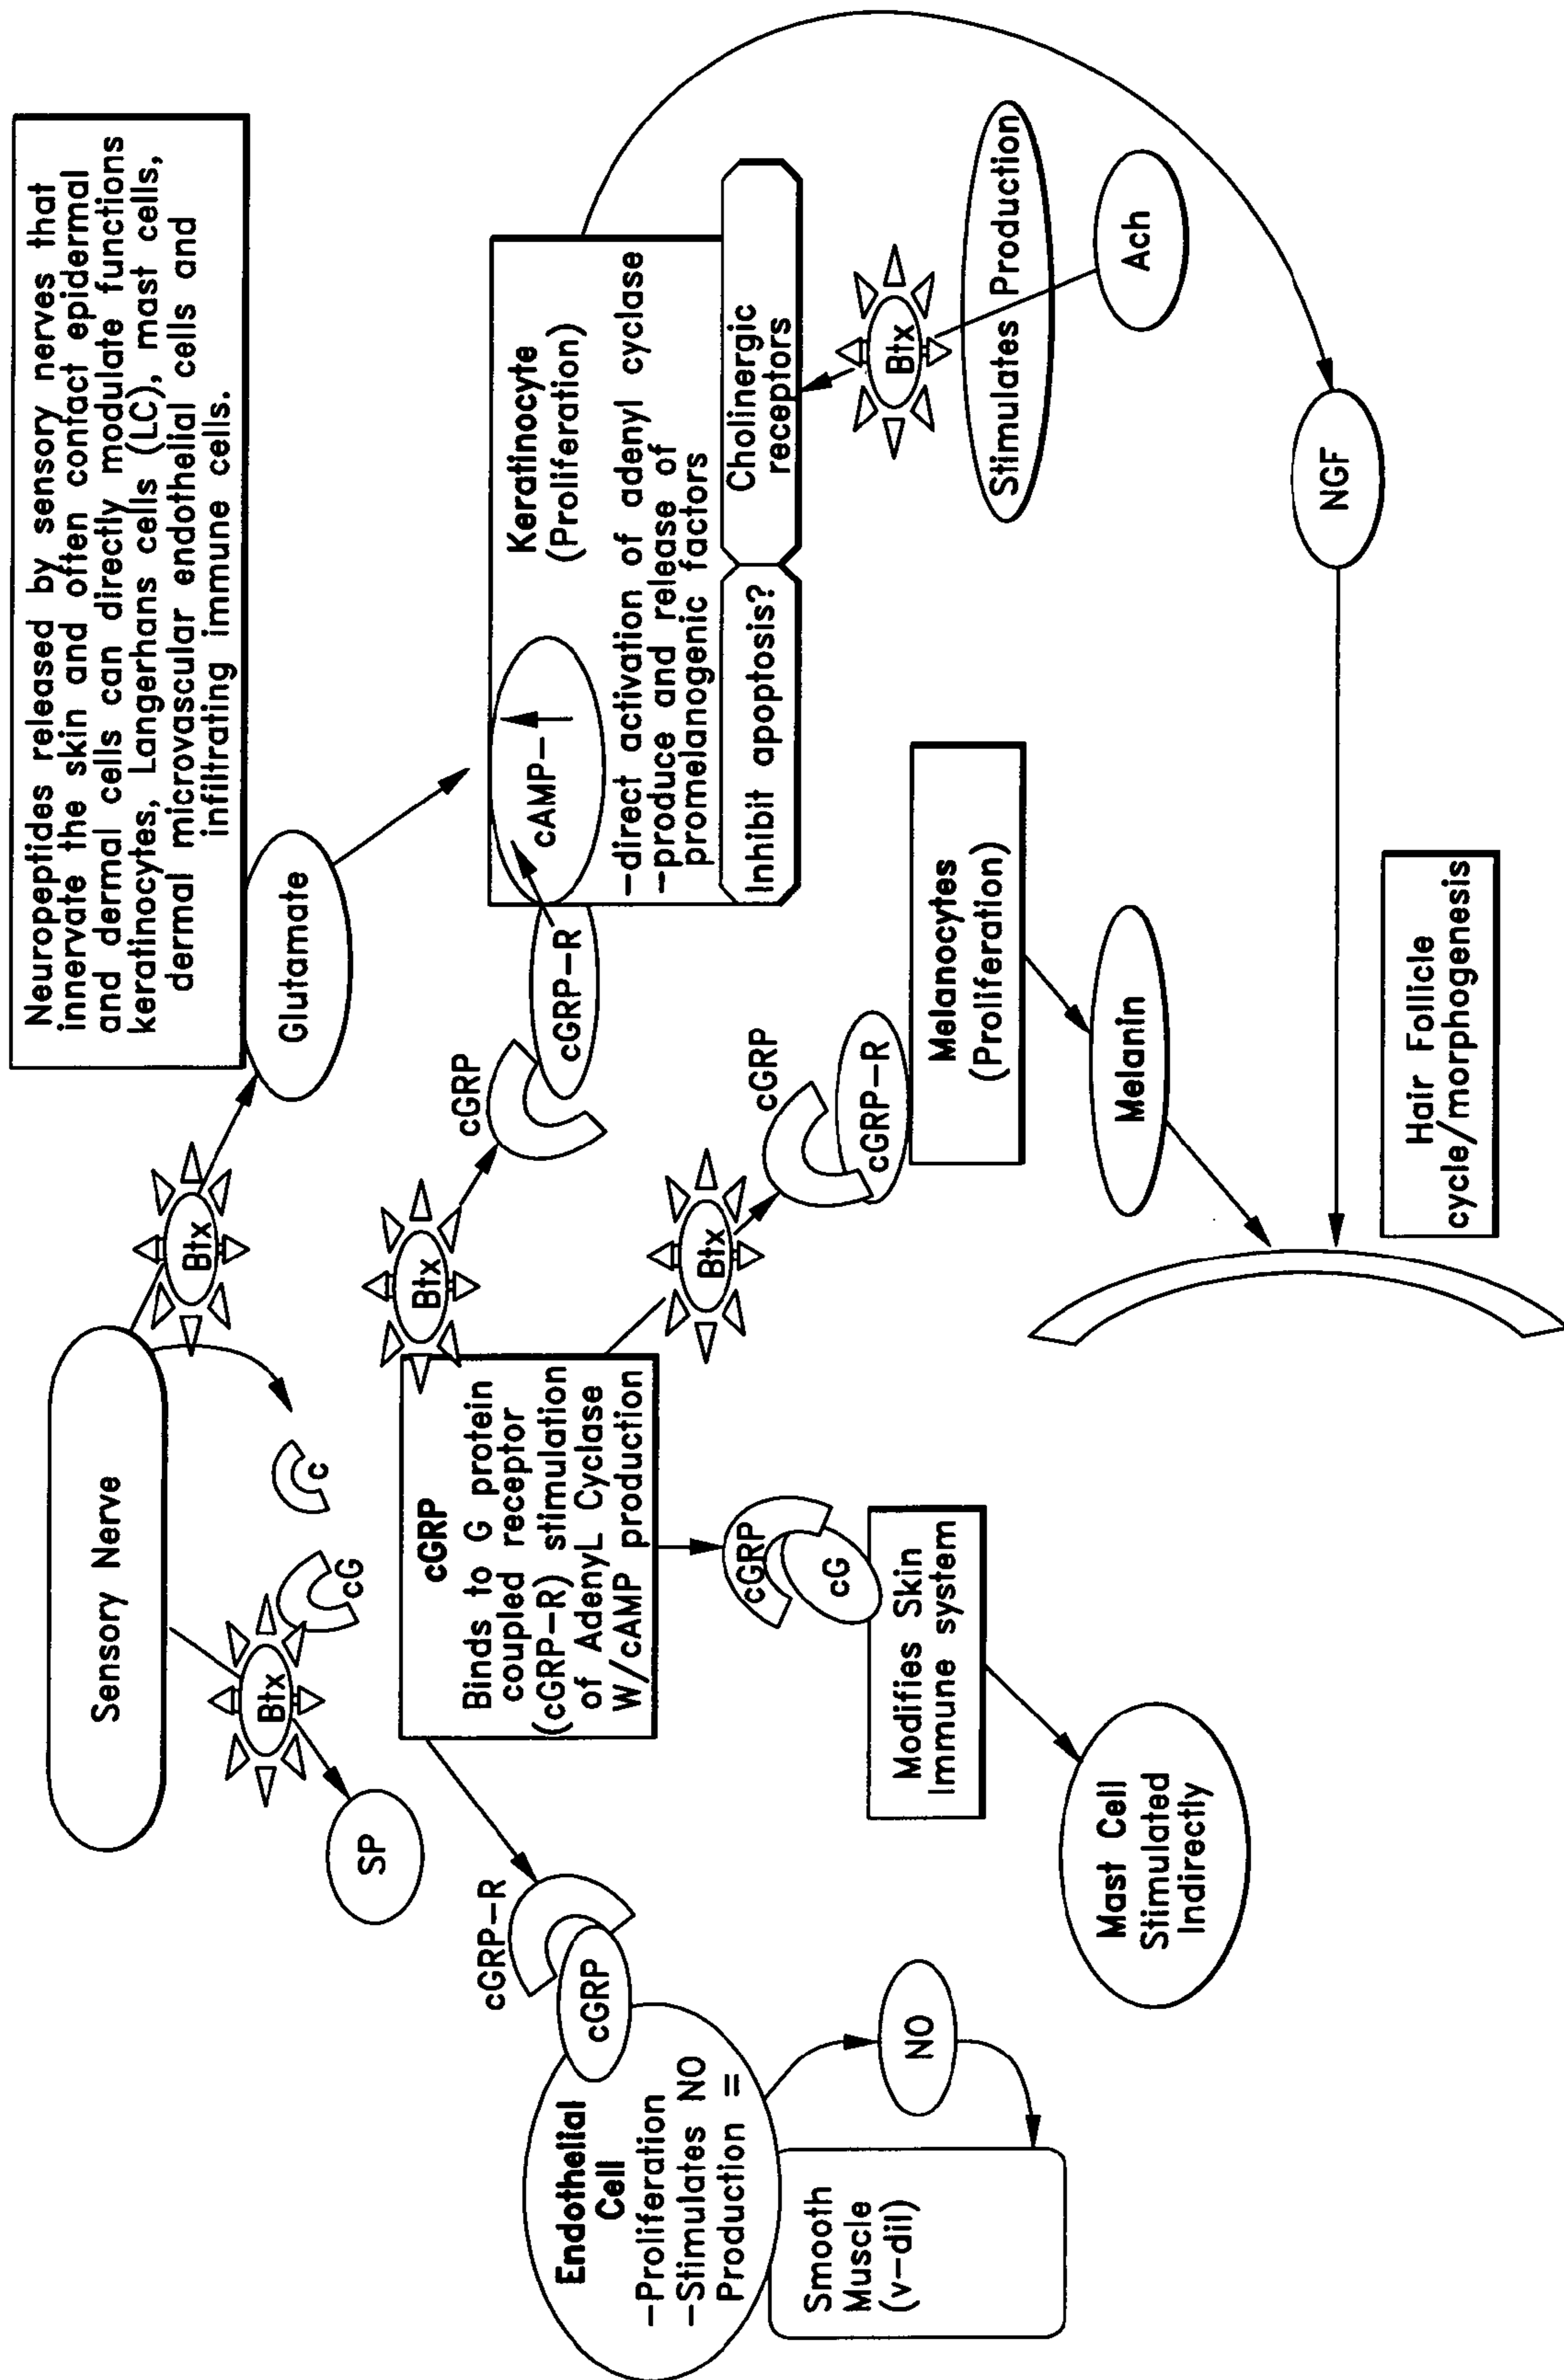 Neuropeptides released by sensory nerves that
innervate the skin and often contact epidermal
and dermal cells can directly modulate functions
keratinocytes, Langerhans cells (LC), mast cells,
dermal microvascular endothelial cells and
infiltrating immune cells.
Sensory Nerve
Btx
Glutamate
Btx
SP
cG
c
cGRP
Binds to G protein
coupled receptor
(cGRP-R) stimulation
of AdenyL Cyclase
W/cAMP production
Btx
cGRP
cGRP-R
cAMP-
Keratinocyte
(Proliferation)
-direct activation of adenyl cyclase
-produce and release of
promelanogenic factors
Inhibit apoptosis?
Cholinergic
receptors
Btx
Stimulates Production
Ach
NGF
Btx
cGRP
cGRP-R
Melanocytes
(Proliferation)
Melanin
Hair Follicle
cycle/morphogenesis
cGRP
cG
Modifies Skin
Immune system
Mast Cell
Stimulated
Indirectly
cGRP-R
cGRP
Endothelial
Cell
-Proliferation
-Stimulates NO
Production =
NO
Smooth
Muscle
(v-dil)